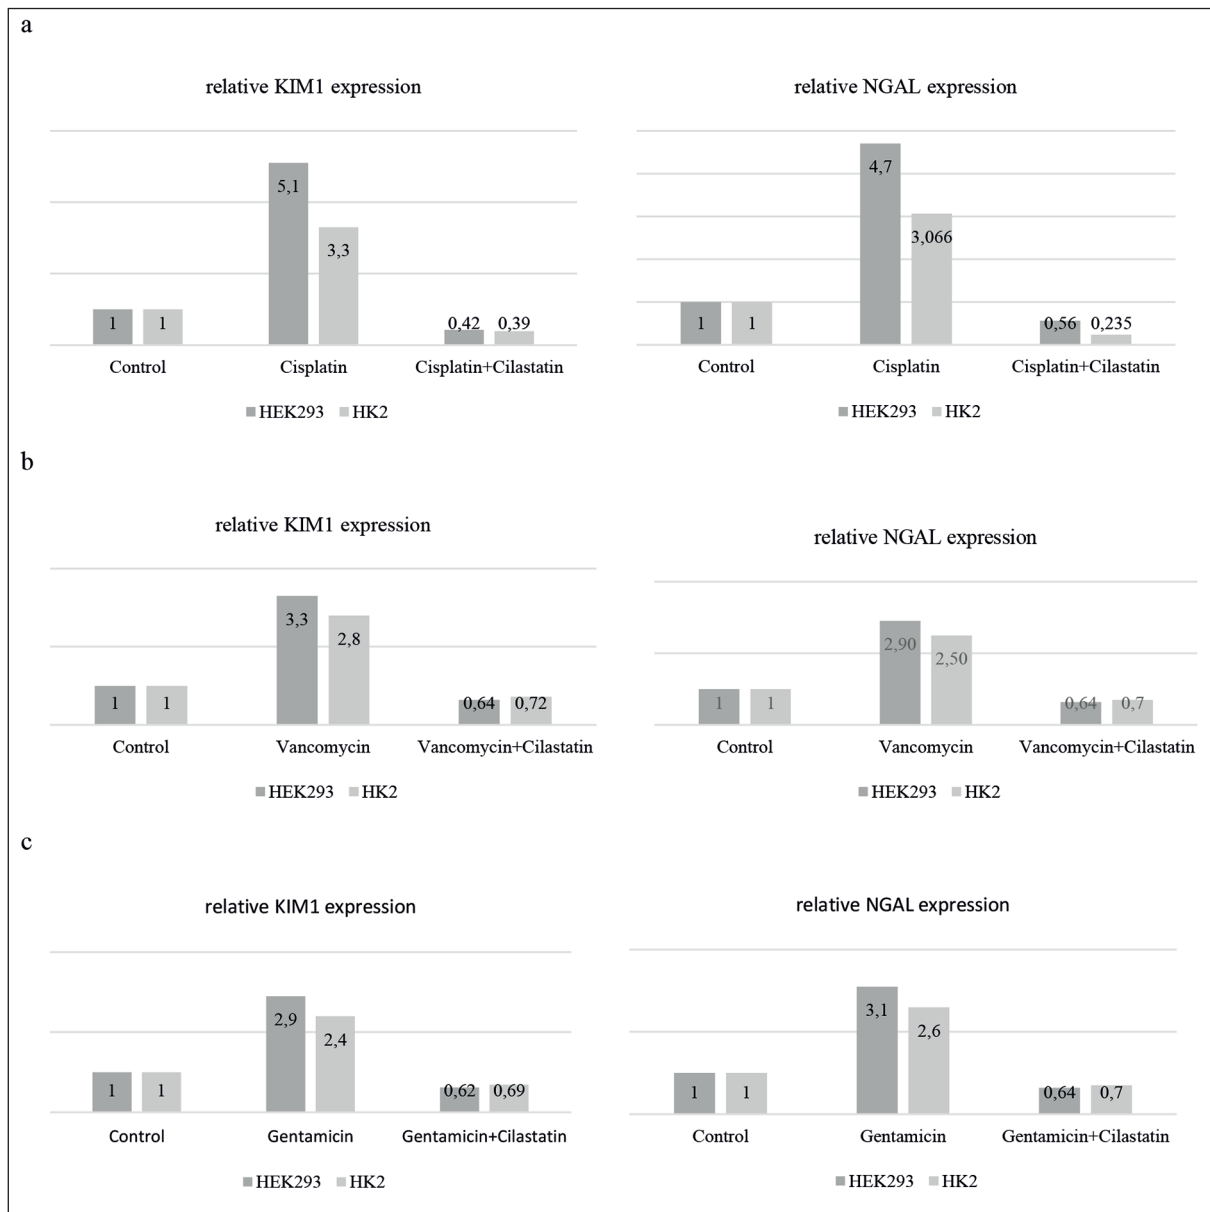 a
relative KIM1 expression
5,1
3,3
1
1
0,42
0,39
Control
Cisplatin
Cisplatin+Cilastatin
HEK293
HK2
relative NGAL expression
4,7
3,066
1
1
0,56
0,235
Control
Cisplatin
Cisplatin+Cilastatin
HEK293
HK2
b
relative KIM1 expression
3,3
2,8
1
1
0,64
0,72
Control
Vancomycin
Vancomycin+Cilastatin
HEK293
HK2
relative NGAL expression
2,90
2,50
1
1
0,64
0,7
Control
Vancomycin
Vancomycin+Cilastatin
HEK293
HK2
c
relative KIM1 expression
2,9
2,4
1
1
0,62
0,69
Control
Gentamicin
Gentamicin+Cilastatin
HEK293
HK2
relative NGAL expression
3,1
2,6
1
1
0,64
0,7
Control
Gentamicin
Gentamicin+Cilastatin
HEK293
HK2